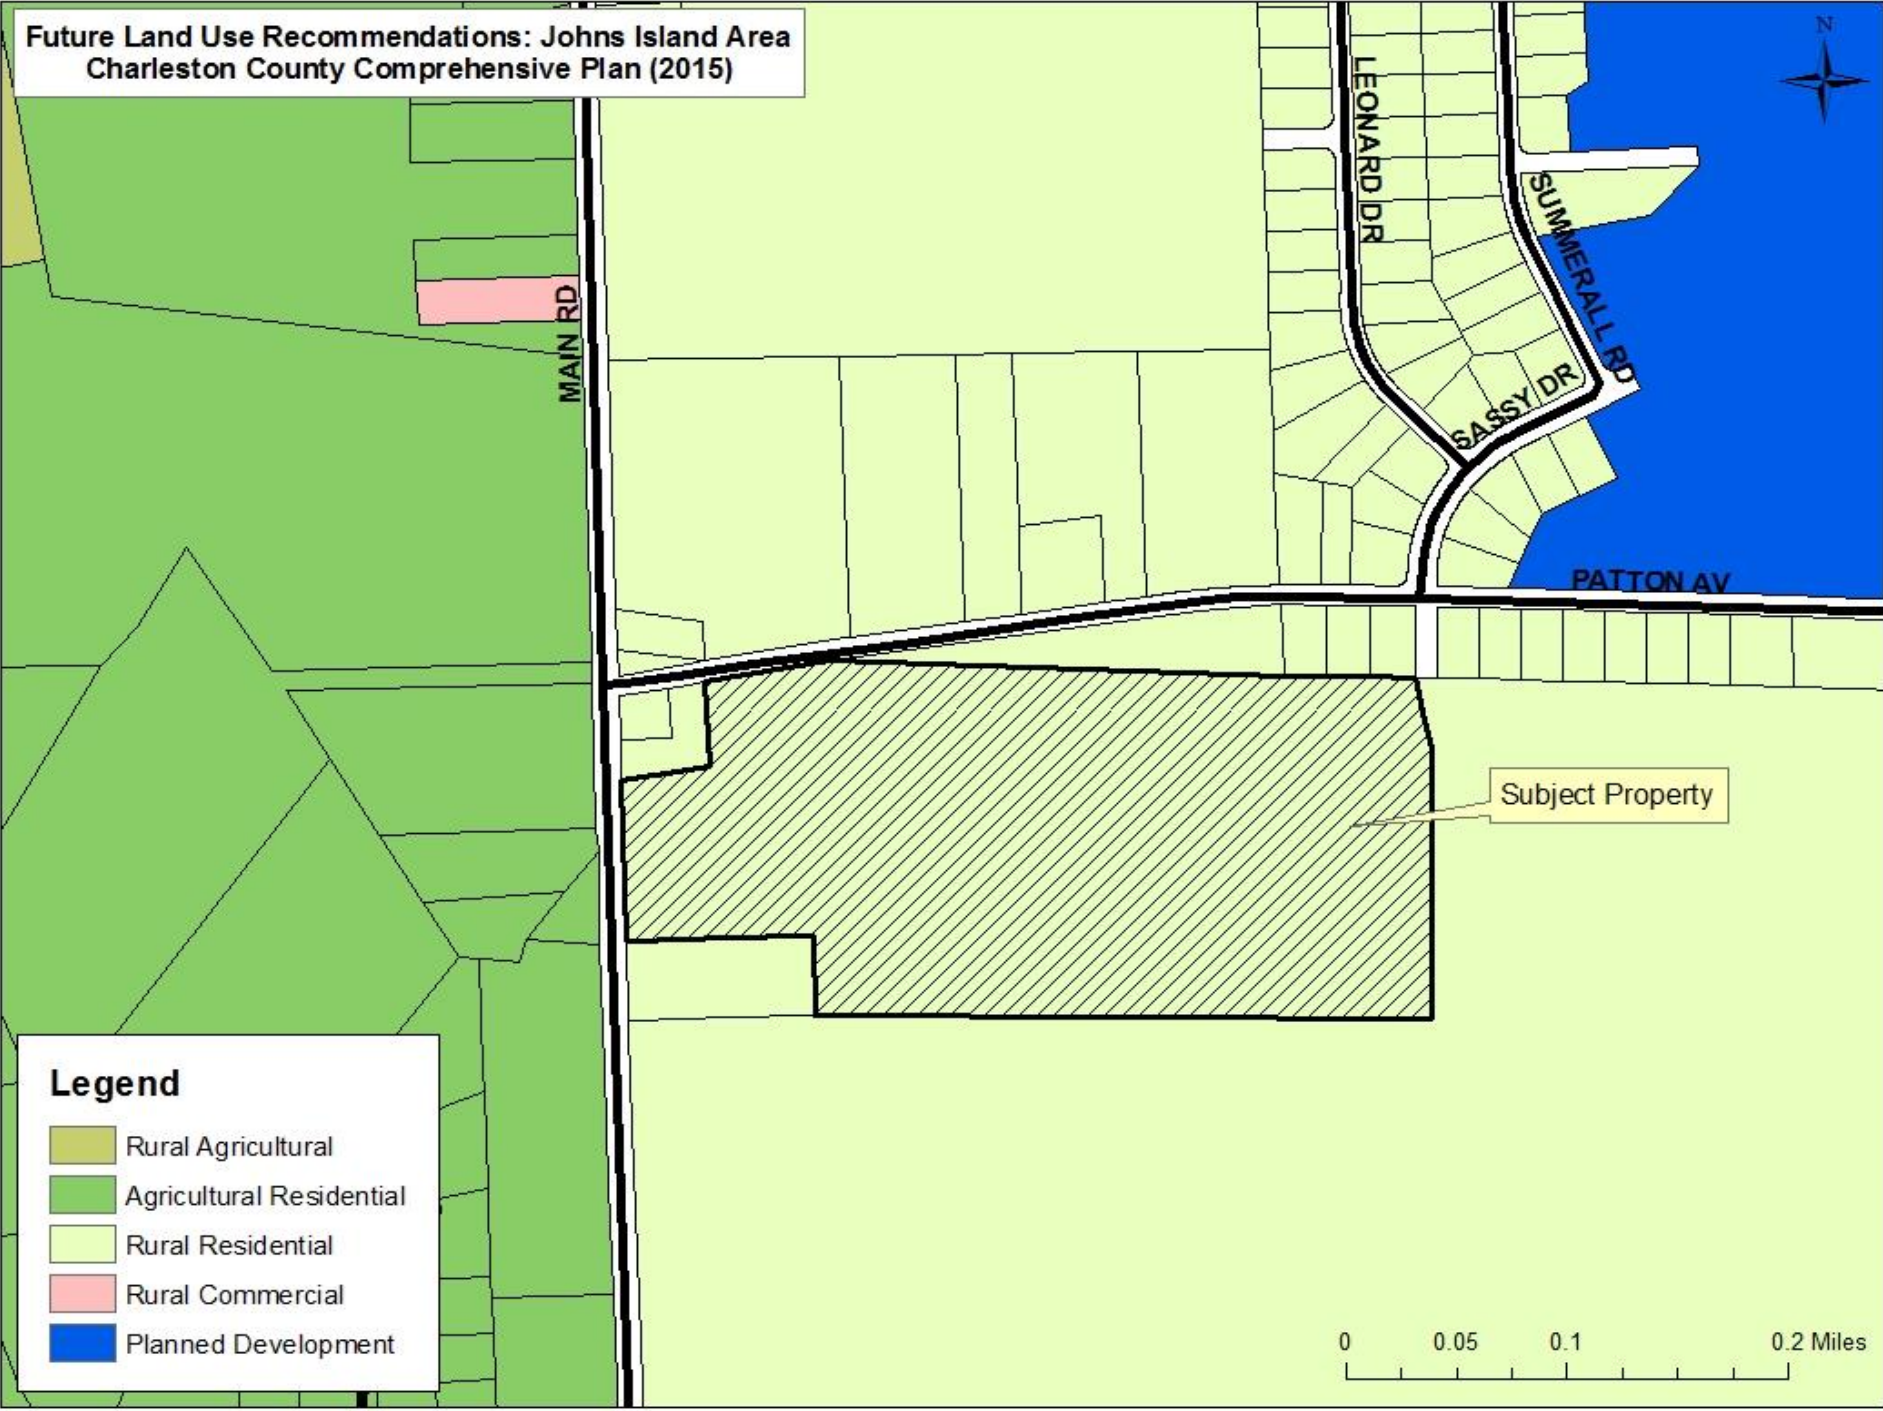 Future Land Use Recommendations: Johns Island Area
Charleston County Comprehensive Plan (2015)
N
LEONARD DR
SUMMERALL RD
MAIN RD
SASSY DR
PATTON AV
Subject Property
Legend
Rural Agricultural
Agricultural Residential
Rural Residential
Rural Commercial
Planned Development
0 0.05 0.1 0.2 Miles